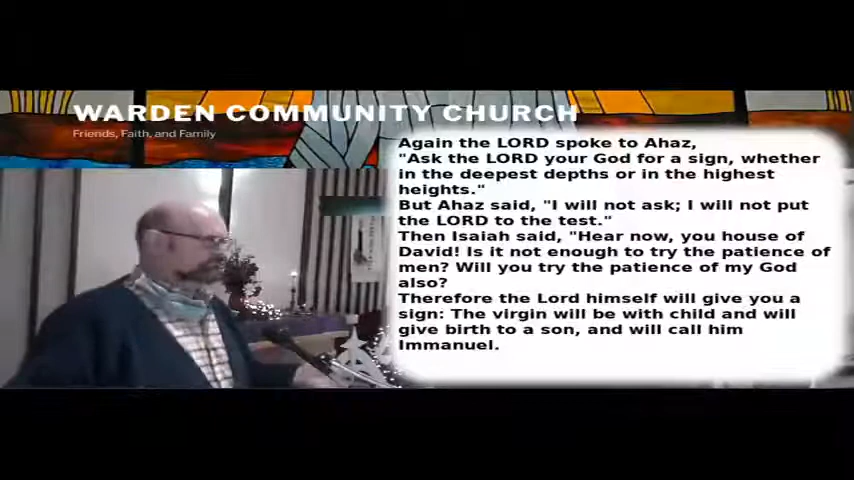 WARDEN COMMUNITY CHURCH
Friends, Faith, and Family
Again the LORD spoke to Ahaz,
"Ask the LORD your God for a sign, whether
in the deepest depths or in the highest
heights."
But Ahaz said, "I will not ask; I will not put
the LORD to the test."
Then Isaiah said, "Hear now, you house of
David! Is it not enough to try the patience of
men? Will you try the patience of my God
also?
Therefore the Lord himself will give you a
sign: The virgin will be with child and will
give birth to a son, and will call him
Immanuel.